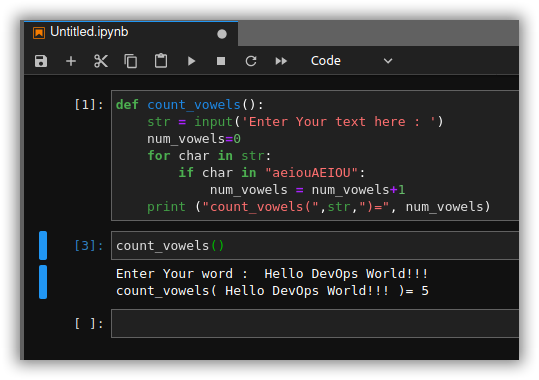 Untitled.ipynb
Code
[1]: def count_vowels():
    str = input('Enter Your text here : ')
    num_vowels=0
    for char in str:
        if char in "aeiouAEIOU":
            num_vowels = num_vowels+1
    print ("count_vowels(",str,")=", num_vowels)
[3]: count_vowels()
Enter Your word :  Hello DevOps World!!!
count_vowels( Hello DevOps World!!! )= 5
[ ]: